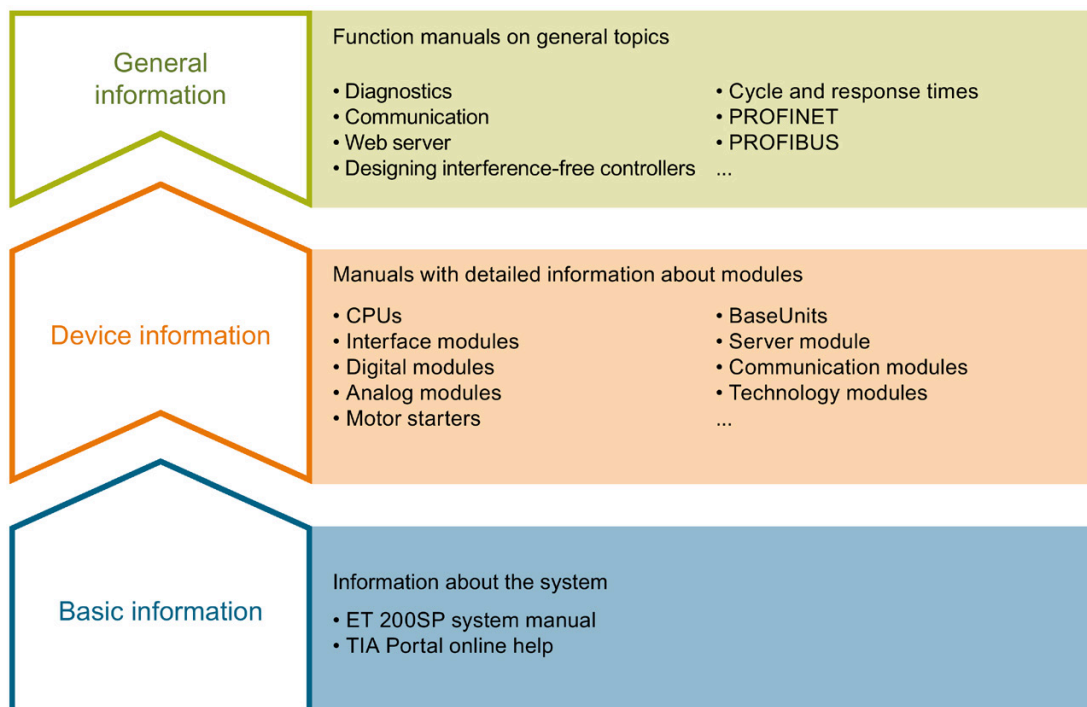 General
information
Function manuals on general topics
• Diagnostics
• Communication
• Web server
• Designing interference-free controllers
• Cycle and response times
• PROFINET
• PROFIBUS
...
Device information
Manuals with detailed information about modules
• CPUs
• Interface modules
• Digital modules
• Analog modules
• Motor starters
• BaseUnits
• Server module
• Communication modules
• Technology modules
...
Basic information
Information about the system
• ET 200SP system manual
• TIA Portal online help